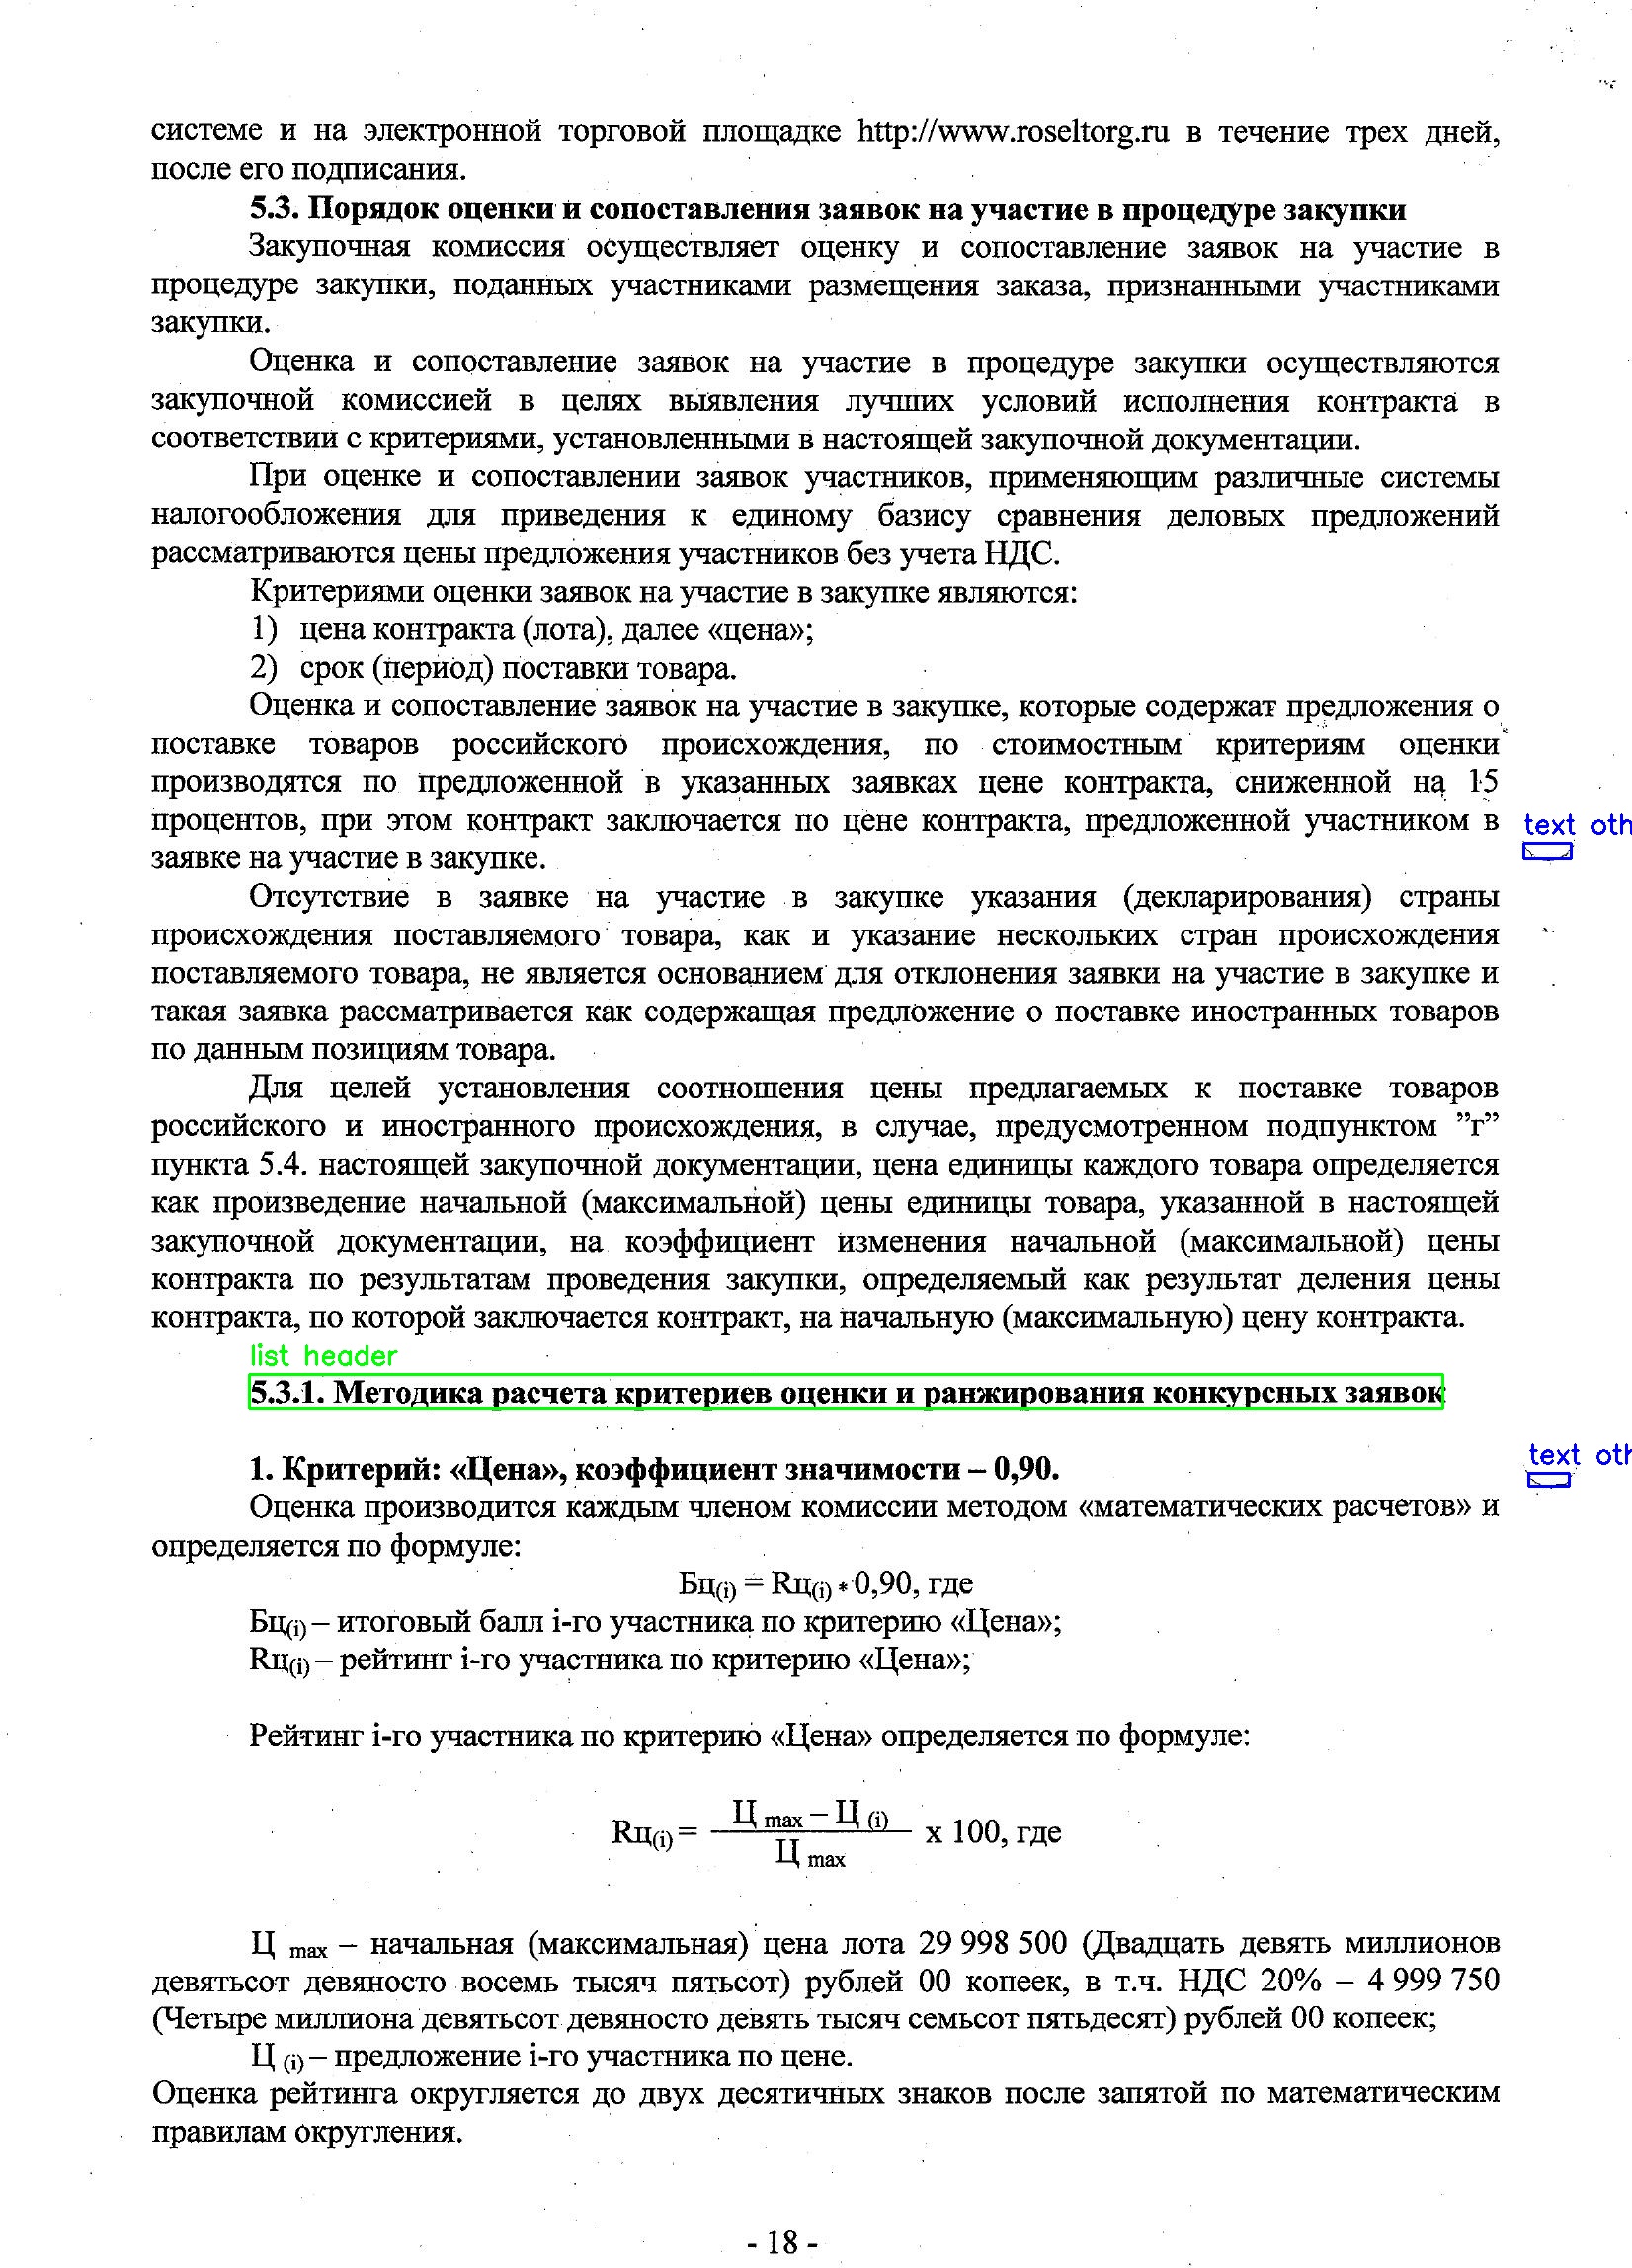 системе и на электронной торговой площадке http://www.roseltorg.ru в течение трех дней,
после его подписания.
5.3. Порядок оценки и сопоставления заявок на участие в процедуре закупки
Закупочная комиссия осуществляет оценку и сопоставление заявок на участие в
процедуре закупки, поданных участниками размещения заказа, признанными участниками
закупки.
Оценка и сопоставление заявок на участие в процедуре закупки осуществляются
закупочной комиссией в целях выявления лучших условий исполнения контракта в
соответствии с критериями, установленными в настоящей закупочной документации.
При оценке и сопоставлении заявок участников, применяющим различные системы
налогообложения для приведения к единому базису сравнения деловых предложений
рассматриваются цены предложения участников без учета НДС.
Критериями оценки заявок на участие в закупке являются:
1) цена контракта (лота), далее «цена»;
2) срок (период) поставки товара.
Оценка и сопоставление заявок на участие в закупке, которые содержат предложения о
поставке товаров российского происхождения, по стоимостным критериям оценки
производятся по предложенной в указанных заявках цене контракта, сниженной на 15
процентов, при этом контракт заключается по цене контракта, предложенной участником в
text oth
заявке на участие в закупке.
Отсутствие в заявке на участие в закупке указания (декларирования) страны
происхождения поставляемого товара, как и указание нескольких стран происхождения
поставляемого товара, не является основанием для отклонения заявки на участие в закупке и
такая заявка рассматривается как содержащая предложение о поставке иностранных товаров
по данным позициям товара.
Для целей установления соотношения цены предлагаемых к поставке товаров
российского и иностранного происхождения, в случае, предусмотренном подпунктом ”г”
пункта 5.4. настоящей закупочной документации, цена единицы каждого товара определяется
как произведение начальной (максимальной) цены единицы товара, указанной в настоящей
закупочной документации, на коэффициент изменения начальной (максимальной) цены
контракта по результатам проведения закупки, определяемый как результат деления цены
контракта, по которой заключается контракт, на начальную (максимальную) цену контракта.
list header
5.3.1. Методика расчета критериев оценки и ранжирования конкурсных заявок
text oth
1. Критерий: «Цена», коэффициент значимости – 0,90.
Оценка производится каждым членом комиссии методом «математических расчетов» и
определяется по формуле:
Бц(i) = Rц(i) * 0,90, где
Бц(i) – итоговый балл i-го участника по критерию «Цена»;
Rц(i) – рейтинг i-го участника по критерию «Цена»;
Рейтинг i-го участника по критерию «Цена» определяется по формуле:
Ц max – Ц (i)
Rц(i) = x 100, где
Ц max
Ц max – начальная (максимальная) цена лота 29 998 500 (Двадцать девять миллионов
девятьсот девяносто восемь тысяч пятьсот) рублей 00 копеек, в т.ч. НДС 20% – 4 999 750
(Четыре миллиона девятьсот девяносто девять тысяч семьсот пятьдесят) рублей 00 копеек;
Ц (i) – предложение i-го участника по цене.
Оценка рейтинга округляется до двух десятичных знаков после запятой по математическим
правилам округления.
- 18 -